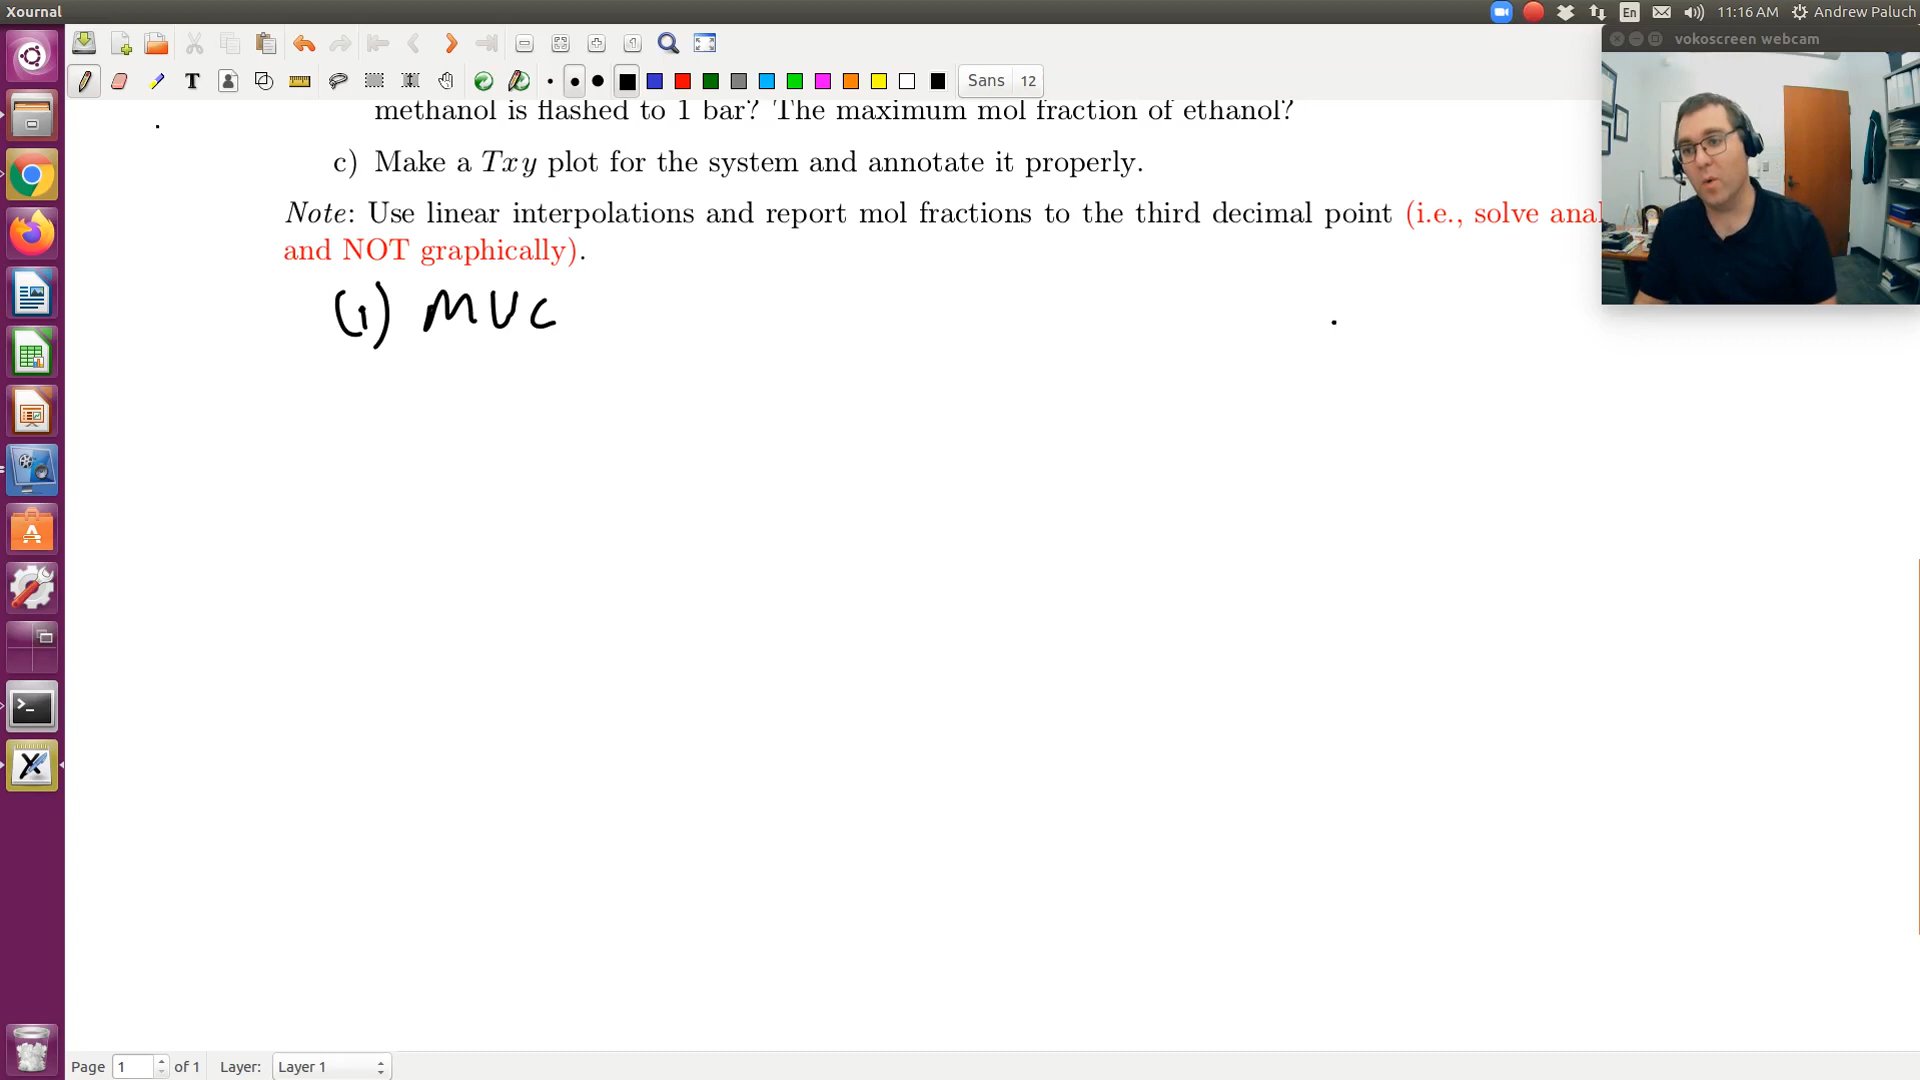 Xournal
En
11:16 AM
Andrew Paluch
vokoscreen webcam
T
Sans 12
methanol is flashed to 1 bar? The maximum mol fraction of ethanol?
c) Make a Txy plot for the system and annotate it properly.
Note: Use linear interpolations and report mol fractions to the third decimal point (i.e., solve
and NOT graphically).
(1) MVC
Page 1 of 1 Layer: Layer 1